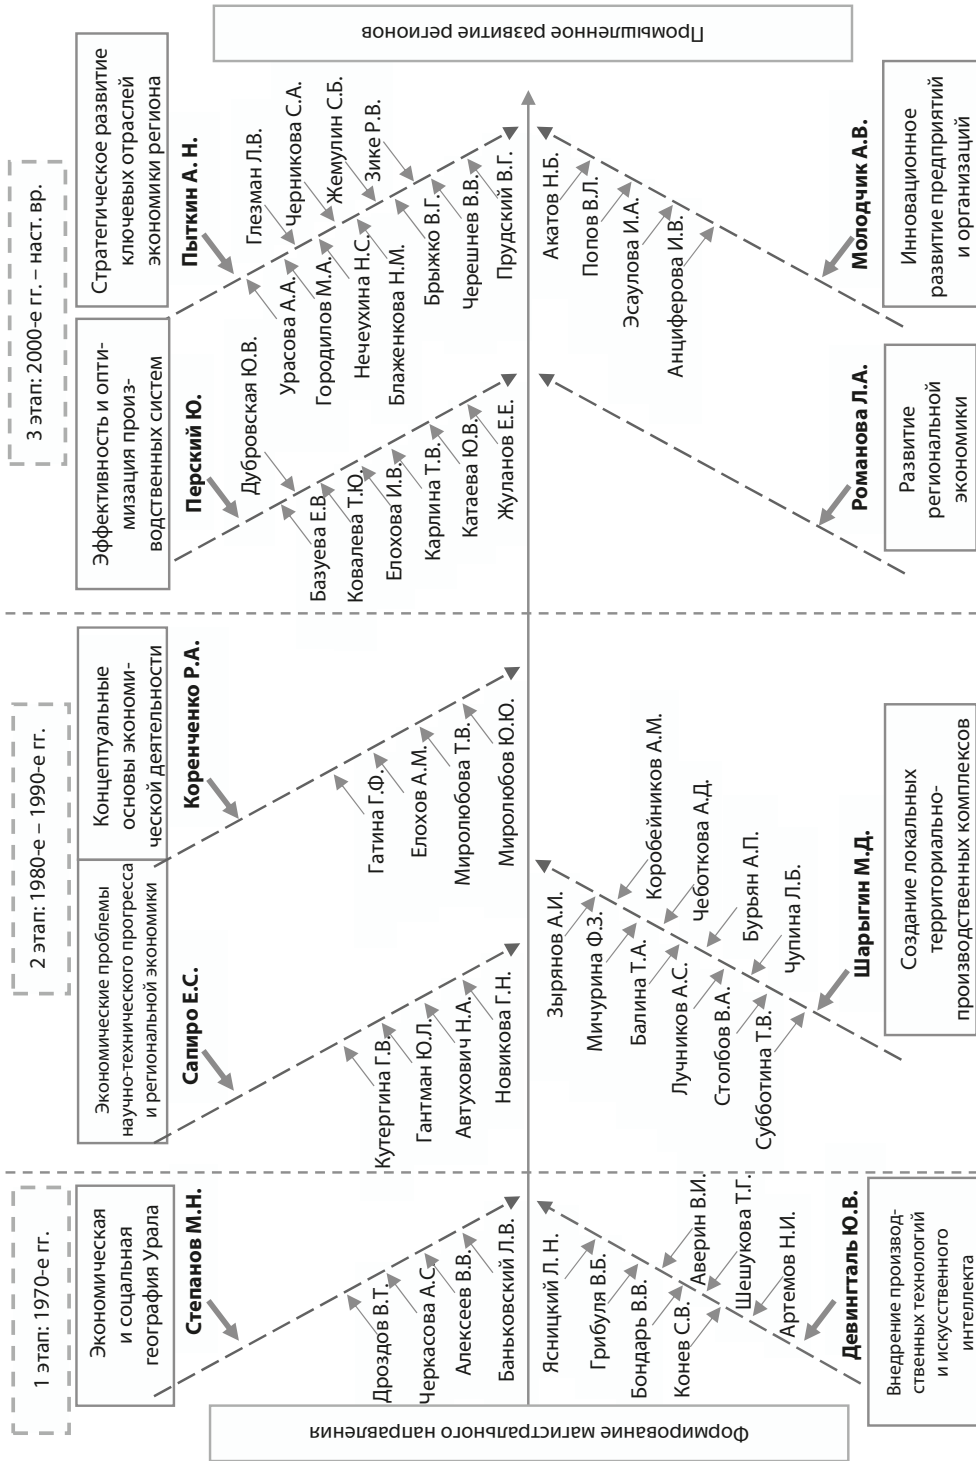 1 этап: 1970-е гг.
2 этап: 1980-е – 1990-е гг.
3 этап: 2000-е гг. – наст. вр.
Экономическая
и соцальная
география Урала
Степанов М.Н.
Дроздов В.Т.
Черкасова А.С.
Алексеев В.В.
Баньковский Л.В.
Экономические проблемы
научно-технического прогресса
и региональной экономики
Сапиро Е.С.
Кутергина Г.В.
Гантман Ю.Л.
Автухович Н.А.
Новикова Г.Н.
Концептуальные
основы экономи-
ческой деятельности
Коренченко Р.А.
Гатина Г.Ф.
Елохов А.М.
Миролюбова Т.В.
Миролюбов Ю.Ю.
Эффективность и опти-
мизация произ-
водственных систем
Перский Ю.
Дубровская Ю.В.
Базуева Е.В.
Ковалева Т.Ю.
Елохова И.В.
Карлина Т.В.
Катаева Ю.В.
Жуланов Е.Е.
Стратегическое развитие
ключевых отраслей
экономики региона
Пыткин А. Н.
Глезман Л.В.
Черникова С.А.
Жемулин С.Б.
Зике Р.В.
Урасова А.А.
Городилов М.А.
Нечеухина Н.С.
Блаженкова Н.М.
Брыжко В.Г.
Черешнев В.В.
Прудский В.Г.
Формирование магистрального направления
Промышленное развитие регионов
Ясницкий Л. Н.
Грибуля В.Б.
Бондарь В.В.
Конев С.В.
Аверин В.И.
Шешукова Т.Г.
Артемов Н.И.
Девингталь Ю.В.
Внедрение производ-
ственных технологий
и искусственного
интеллекта
Зырянов А.И.
Мичурина Ф.З.
Балина Т.А.
Лучников А.С.
Столбов В.А.
Субботина Т.В.
Коробейников А.М.
Чеботкова А.Д.
Бурьян А.П.
Чупина Л.Б.
Шарыгин М.Д.
Создание локальных
территориально-
производственных комплексов
Романова Л.А.
Развитие
региональной
экономики
Акатов Н.Б.
Попов В.Л.
Эсаулова И.А.
Анциферова И.В.
Молодчик А.В.
Инновационное
развитие предприятий
и организаций